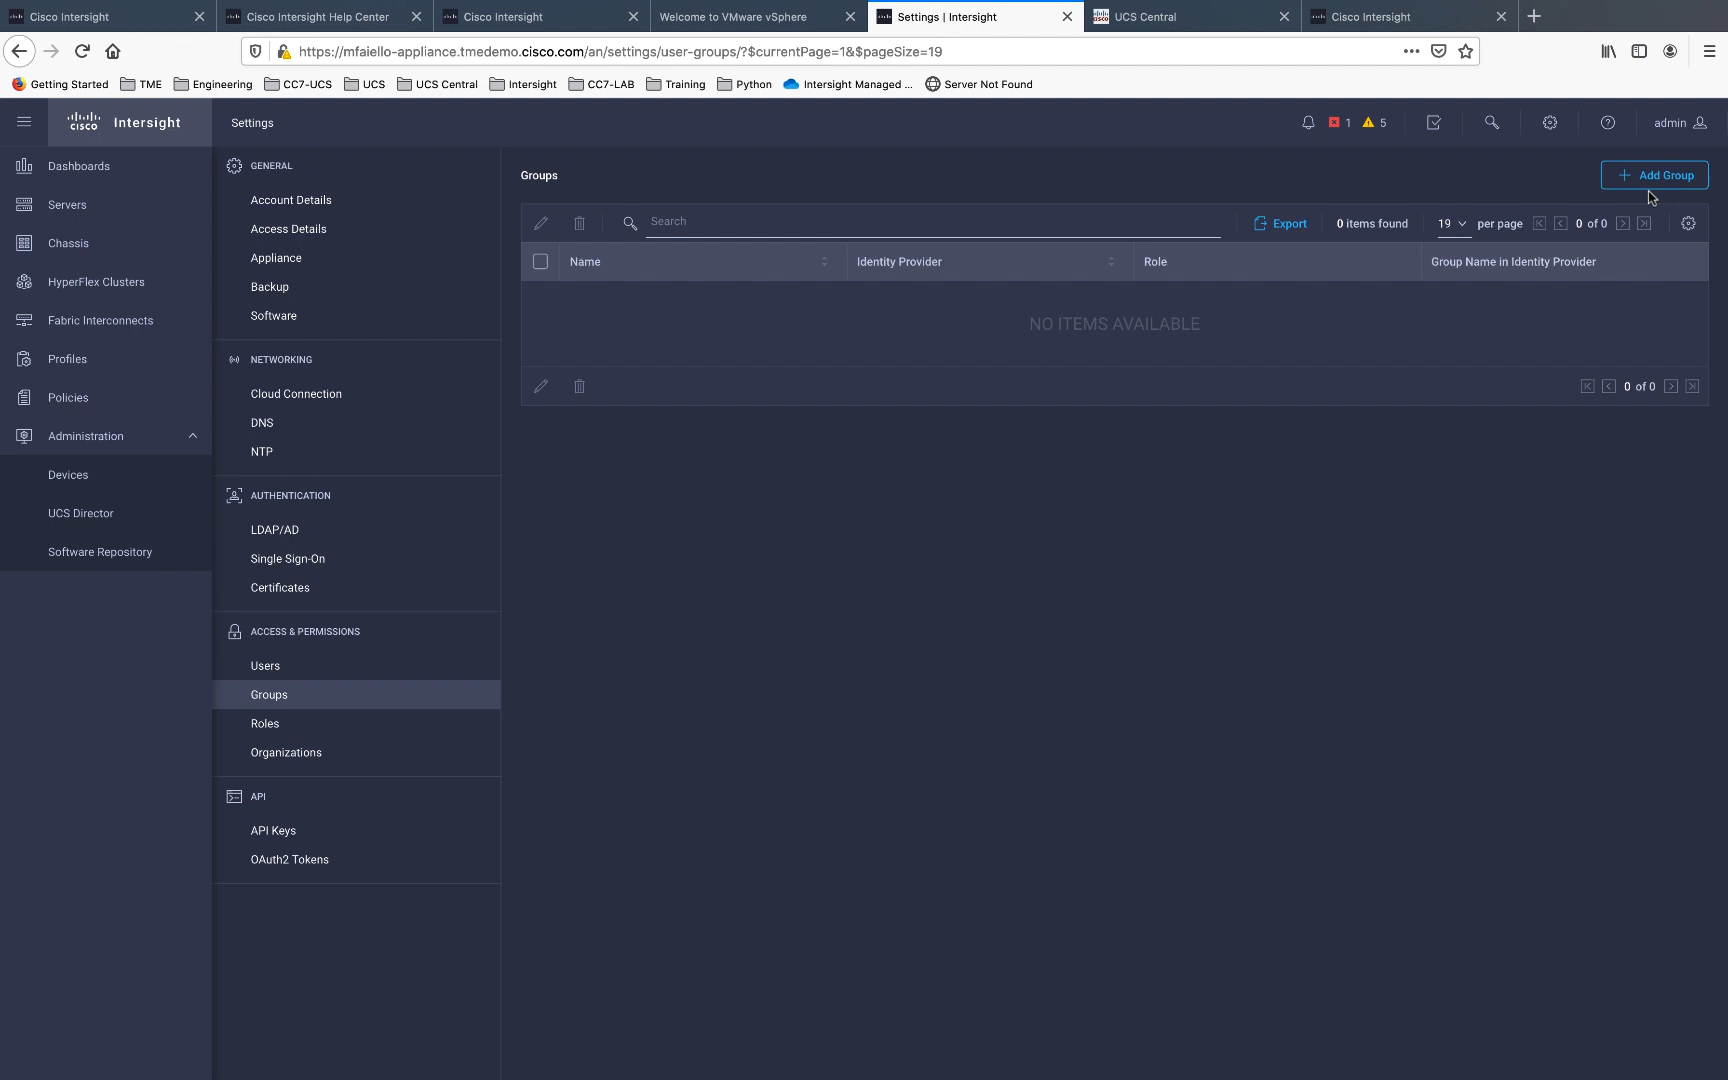 Cisco Intersight
Cisco Intersight Help Center
Cisco Intersight
Welcome to VMware vSphere
Settings | Intersight
UCS Central
Cisco Intersight
https://mfaiello-appliance.tmedemo.cisco.com/an/settings/user-groups/?$currentPage=1&$pageSize=19
Getting Started
TME
Engineering
CC7-UCS
UCS
UCS Central
Intersight
CC7-LAB
Training
Python
Intersight Managed ...
Server Not Found
cisco Intersight
Settings
1
5
admin
Dashboards
Servers
Chassis
HyperFlex Clusters
Fabric Interconnects
Profiles
Policies
Administration
Devices
UCS Director
Software Repository
GENERAL
Account Details
Access Details
Appliance
Backup
Software
NETWORKING
Cloud Connection
DNS
NTP
AUTHENTICATION
LDAP/AD
Single Sign-On
Certificates
ACCESS & PERMISSIONS
Users
Groups
Roles
Organizations
API
API Keys
OAuth2 Tokens
Groups
Add Group
Search
Export
0 items found
19 per page
0 of 0
Name
Identity Provider
Role
Group Name in Identity Provider
NO ITEMS AVAILABLE
0 of 0